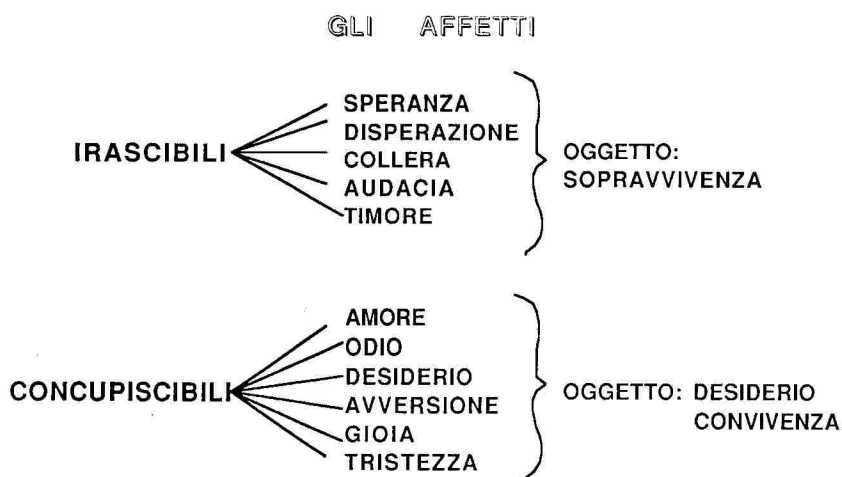 GLI AFFETTI
IRASCIBILI
SPERANZA
DISPERAZIONE
COLLERA
AUDACIA
TIMORE
OGGETTO:
SOPRAVVIVENZA
CONCUPISCIBILI
AMORE
ODIO
DESIDERIO
AVVERSIONE
GIOIA
TRISTEZZA
OGGETTO: DESIDERIO
CONVIVENZA